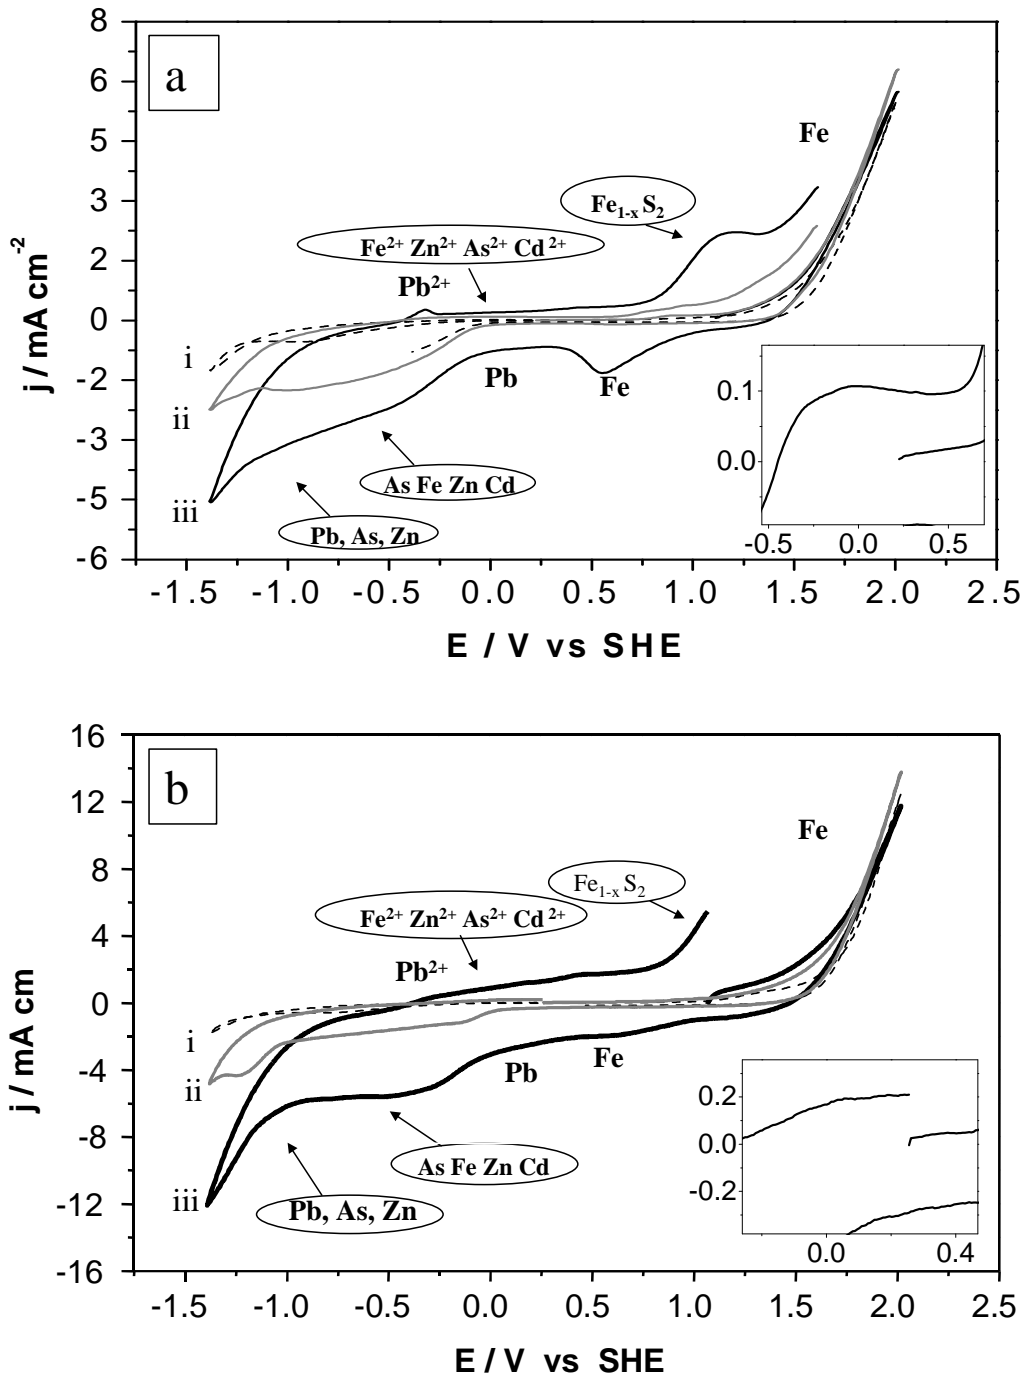 8
a
6
Fe
5
Fe1-x S2
3
Fe2+ Zn2+ As2+ Cd 2+
2
Pb2+
0
i
-2
Pb
Fe
ii
-3
As Fe Zn Cd
iii
-5
Pb, As, Zn
-6
j / mA cm-2
0.1
0.0
-0.5 0.0 0.5
-1.5 -1.0 -0.5 0.0 0.5 1.0 1.5 2.0 2.5
E / V vs SHE
16
b
12
Fe
8
Fe1-x S2
Fe2+ Zn2+ As2+ Cd 2+
4
Pb2+
0
i
Pb
Fe
-4
ii
-8
As Fe Zn Cd
iii
Pb, As, Zn
-12
-16
j / mA cm
0.2
0.0
-0.2
0.0 0.4
-1.5 -1.0 -0.5 0.0 0.5 1.0 1.5 2.0 2.5
E / V vs SHE